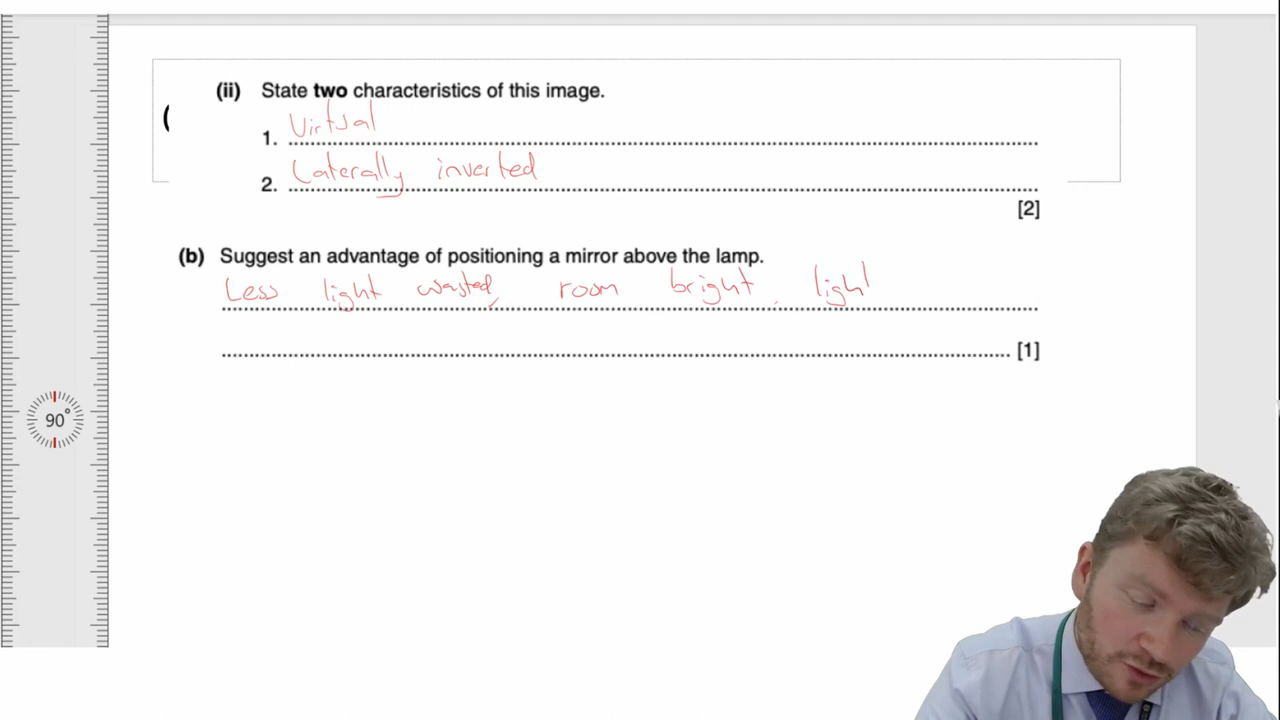 (
(ii) State two characteristics of this image.
1. Virtual
2. Laterally inverted
[2]
(b) Suggest an advantage of positioning a mirror above the lamp.
Less light wasted, room bright, ligh
[1]
90°